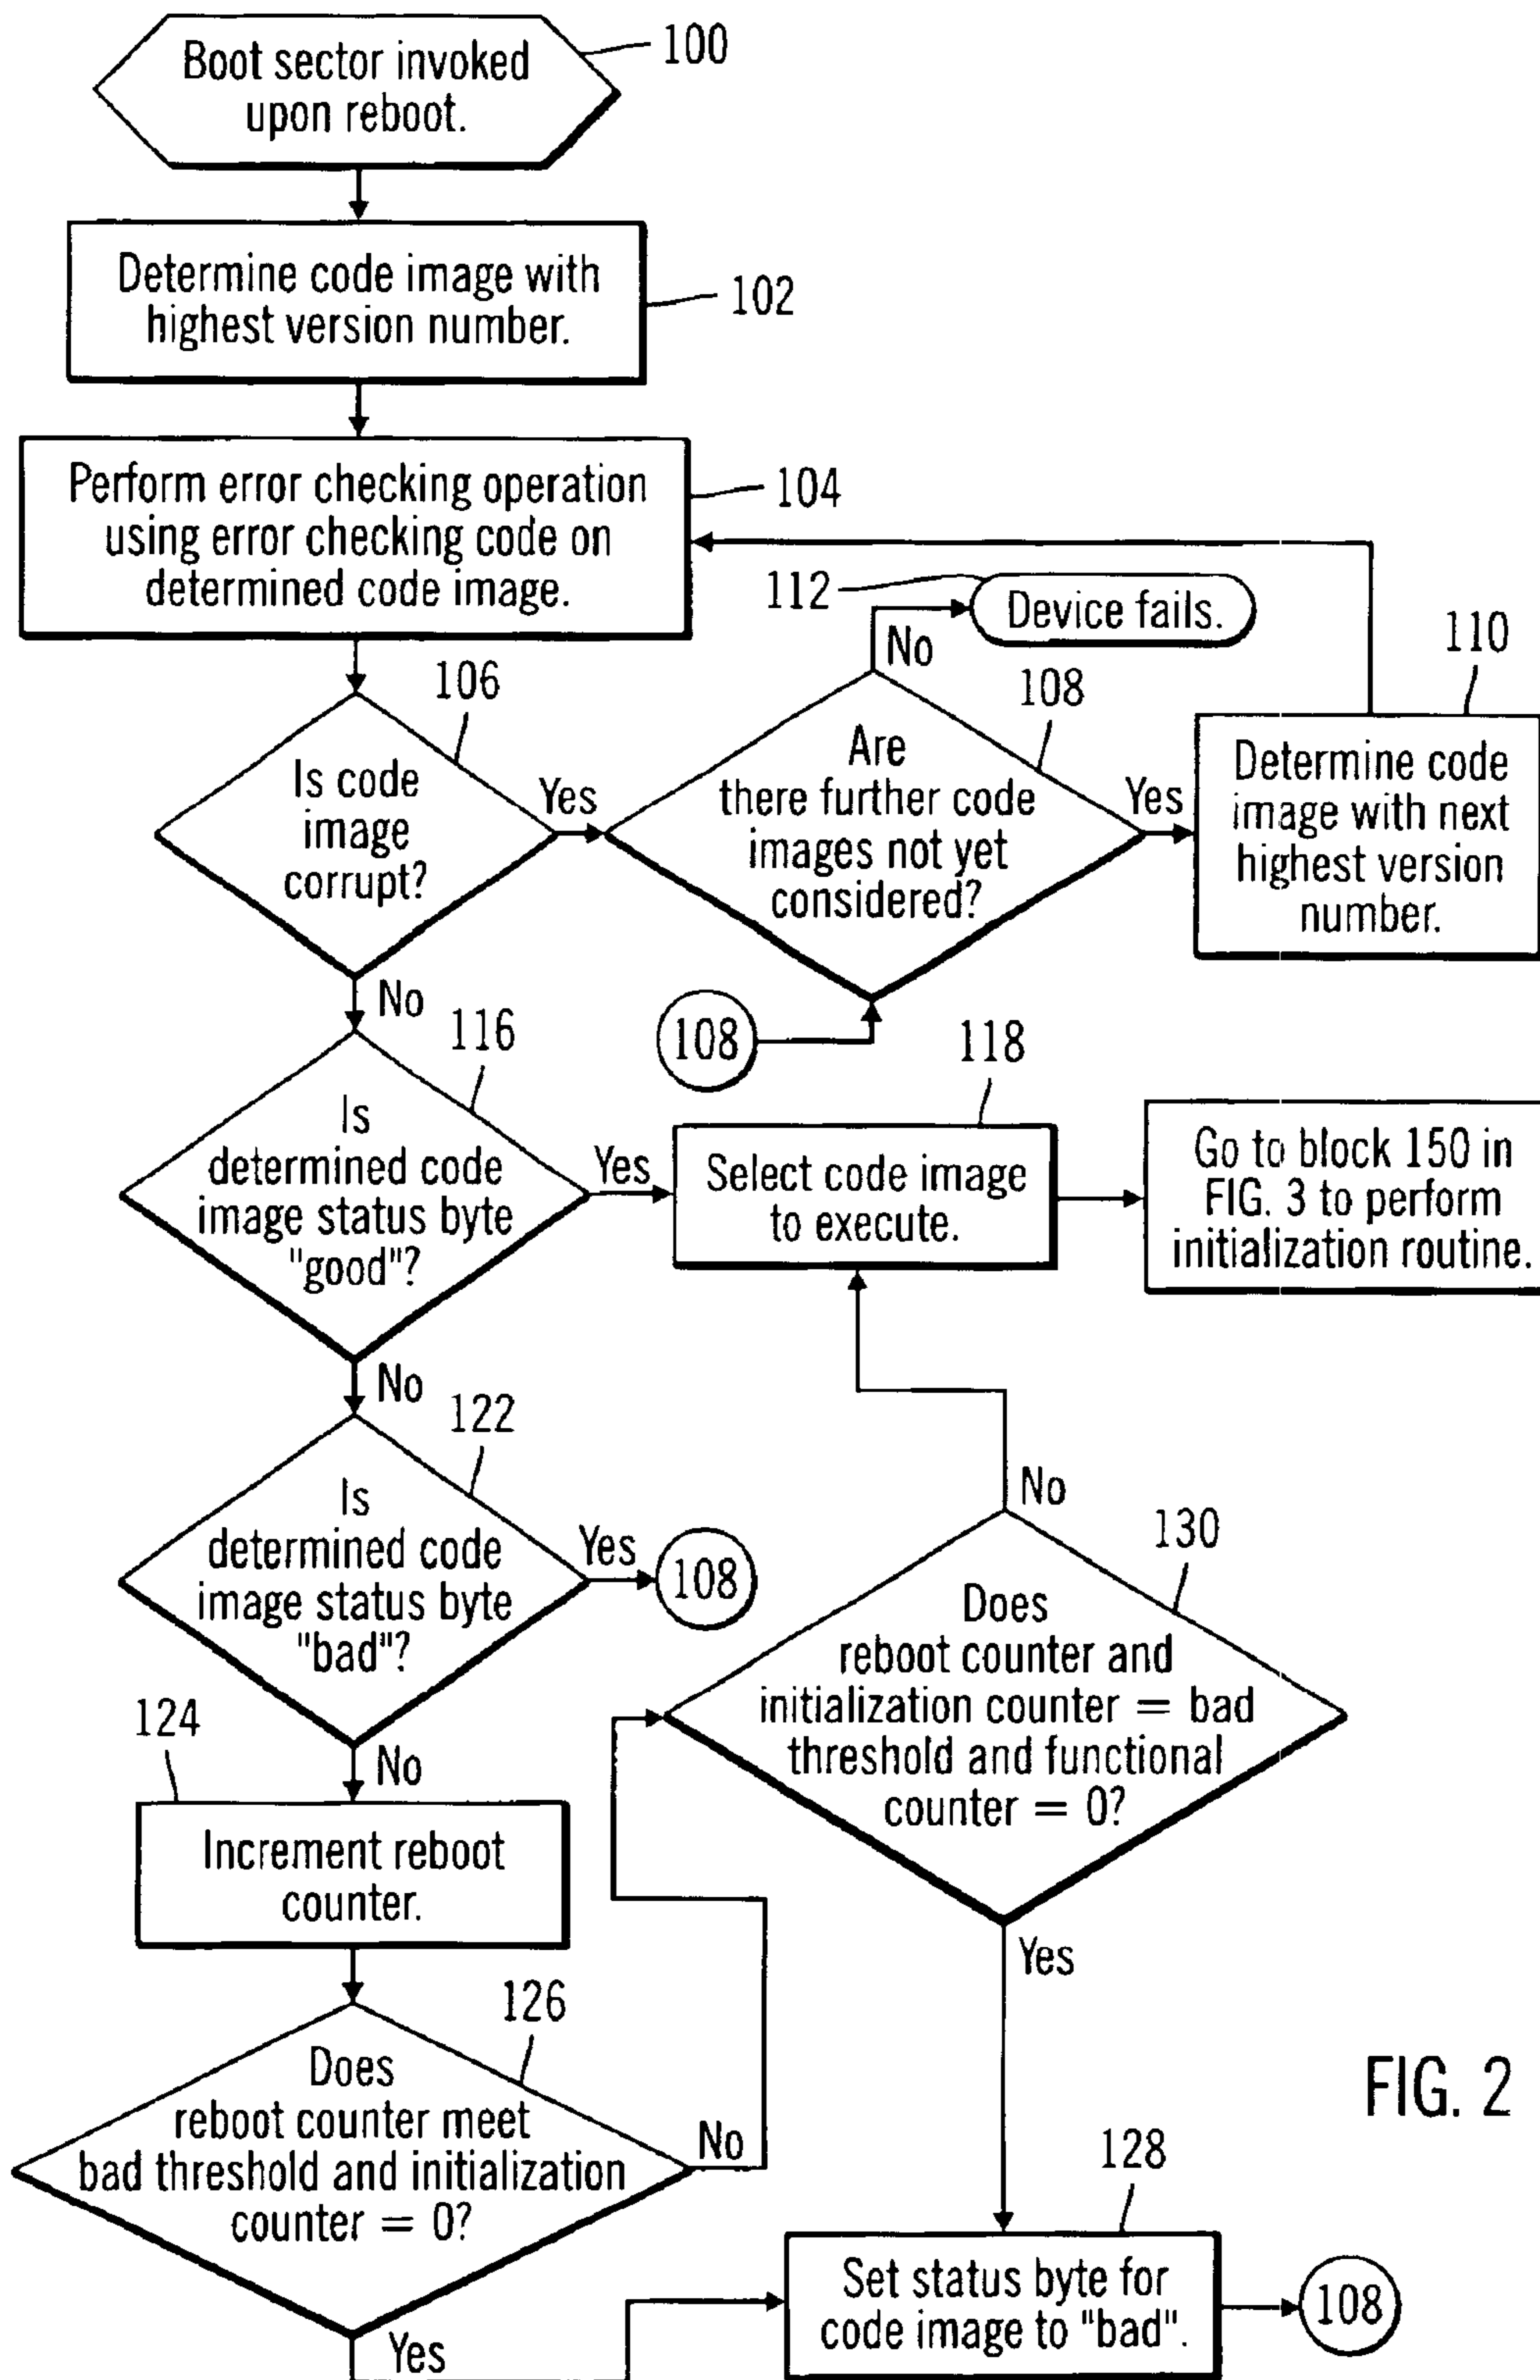 Boot sector invoked
upon reboot.
100
Determine code image with
highest version number.
102
Perform error checking operation
using error checking code on
determined code image.
104
112
Device fails.
No
110
106
108
Is code
image
corrupt?
Yes
Are
there further code
images not yet
considered?
Yes
Determine code
image with next
highest version
number.
No
108
116
118
Is
determined code
image status byte
"good"?
Yes
Select code image
to execute.
Go to block 150 in
FIG. 3 to perform
initialization routine.
No
122
Is
determined code
image status byte
"bad"?
Yes
108
No
130
Does
reboot counter and
initialization counter = bad
threshold and functional
counter = 0?
No
124
Increment reboot
counter.
Yes
126
Does
reboot counter meet
bad threshold and initialization
counter = 0?
No
FIG. 2
128
Set status byte for
code image to "bad".
108
Yes